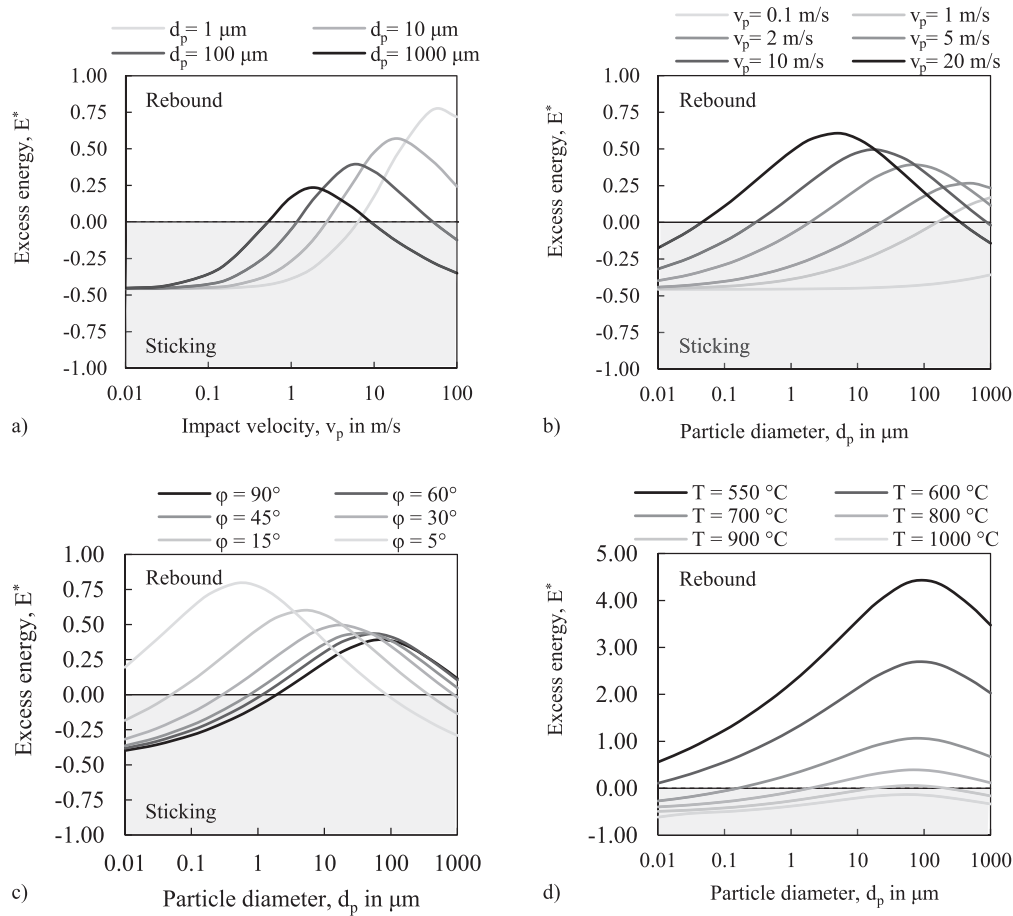 d_p= 1 µm d_p= 10 µm
d_p= 100 µm d_p= 1000 µm
1.00
0.75
0.50
0.25
0.00
-0.25
-0.50
-0.75
-1.00
Rebound
Sticking
Excess energy, E*
0.01 0.1 1 10 100
Impact velocity, v_p in m/s
a)
v_p= 0.1 m/s v_p= 1 m/s
v_p= 2 m/s v_p= 5 m/s
v_p= 10 m/s v_p= 20 m/s
1.00
0.75
0.50
0.25
0.00
-0.25
-0.50
-0.75
-1.00
Rebound
Sticking
Excess energy, E*
0.01 0.1 1 10 100 1000
Particle diameter, d_p in µm
b)
φ = 90° φ = 60°
φ = 45° φ = 30°
φ = 15° φ = 5°
1.00
0.75
0.50
0.25
0.00
-0.25
-0.50
-0.75
-1.00
Rebound
Sticking
Excess energy, E*
0.01 0.1 1 10 100 1000
Particle diameter, d_p in µm
c)
T = 550 °C T = 600 °C
T = 700 °C T = 800 °C
T = 900 °C T = 1000 °C
5.00
4.00
3.00
2.00
1.00
0.00
-1.00
Rebound
Excess energy, E*
0.01 0.1 1 10 100 1000
Particle diameter, d_p in µm
d)